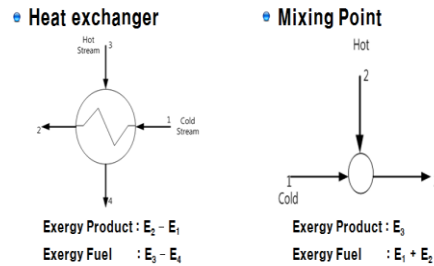 Heat exchanger
Hot
Stream
3
1 Cold
Stream
2
4
Exergy Product : E₂ – E₁
Exergy Fuel : E₃ – E₄
Mixing Point
Hot
2
1
Cold
Exergy Product : E₃
Exergy Fuel : E₁ + E₂